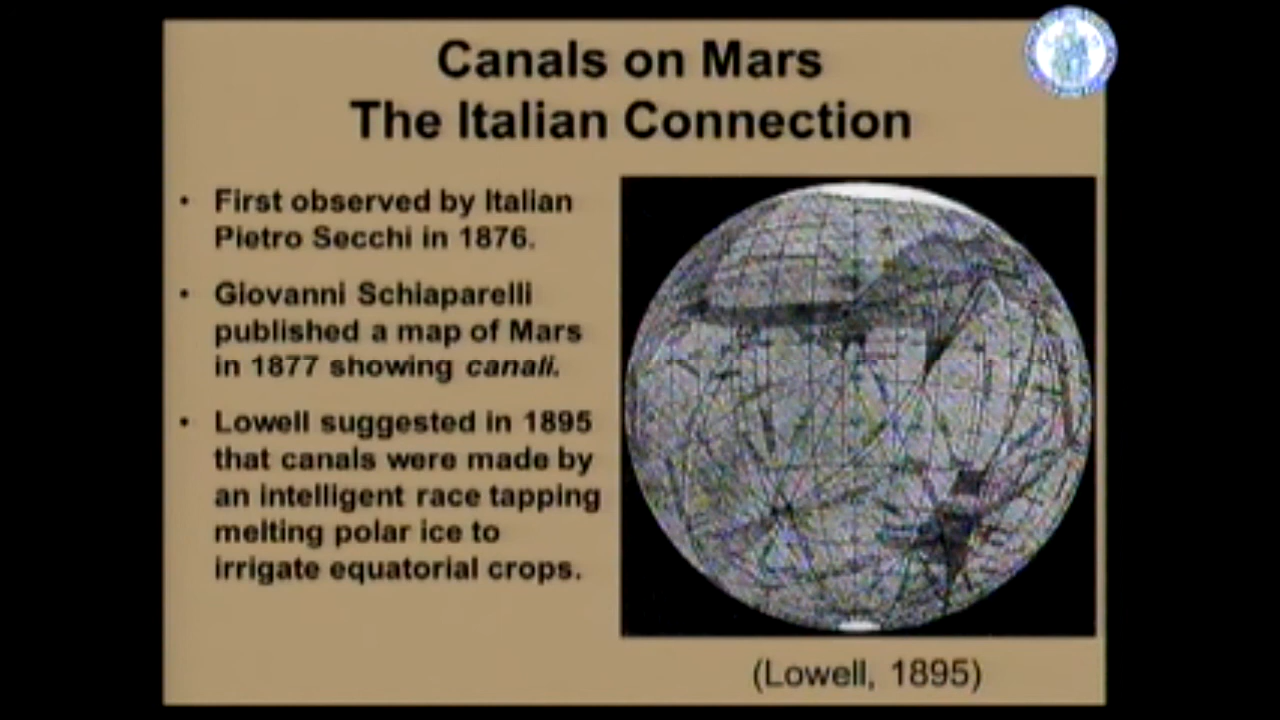 Canals on Mars
The Italian Connection
• First observed by Italian
Pietro Secchi in 1876.
• Giovanni Schiaparelli
published a map of Mars
in 1877 showing canali.
• Lowell suggested in 1895
that canals were made by
an intelligent race tapping
melting polar ice to
irrigate equatorial crops.
(Lowell, 1895)